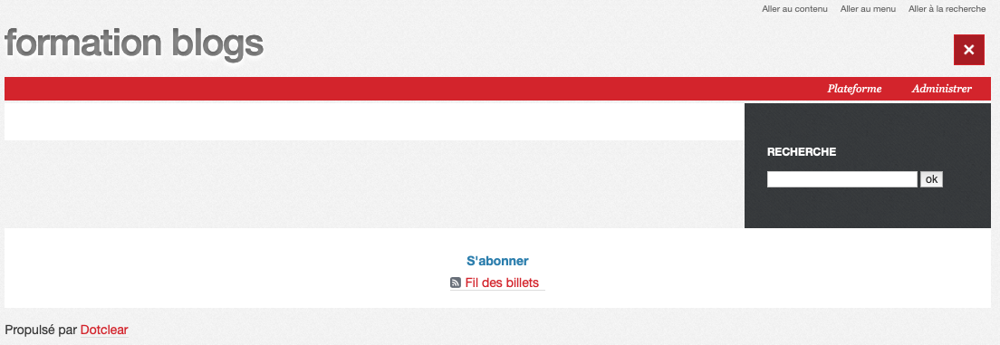 Aller au contenu Aller au menu Aller à la recherche
formation blogs
×
Plateforme Administrer
RECHERCHE
ok
S'abonner
Fil des billets
Propulsé par Dotclear